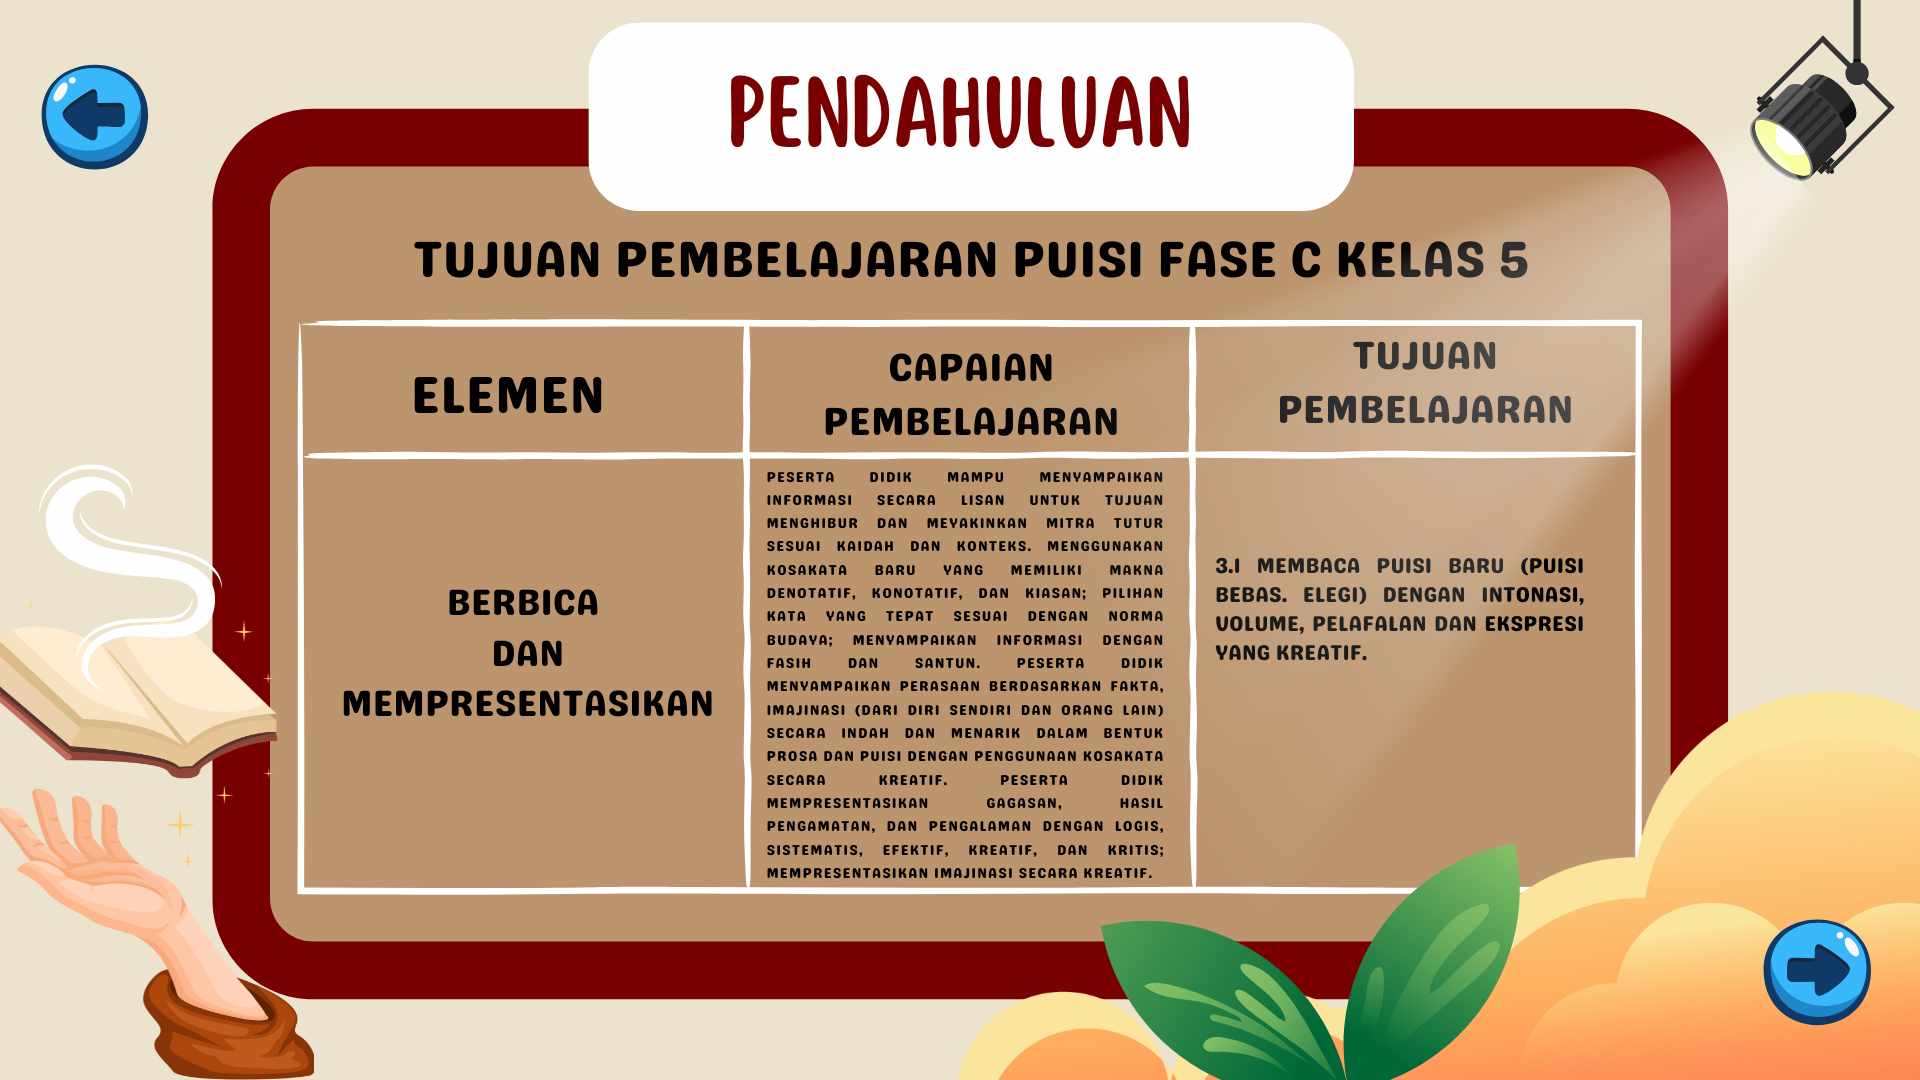 PENDAHULUAN
TUJUAN PEMBELAJARAN PUISI FASE C KELAS 5
ELEMEN
CAPAIAN
PEMBELAJARAN
TUJUAN
PEMBELAJARAN
BERBICA
DAN
MEMPRESENTASIKAN
PESERTA DIDIK MAMPU MENYAMPAIKAN
INFORMASI SECARA LISAN UNTUK TUJUAN
MENGHIBUR DAN MEYAKINKAN MITRA TUTUR
SESUAI KAIDAH DAN KONTEKS. MENGGUNAKAN
KOSAKATA BARU YANG MEMILIKI MAKNA
DENOTATIF, KONOTATIF, DAN KIASAN; PILIHAN
KATA YANG TEPAT SESUAI DENGAN NORMA
BUDAYA; MENYAMPAIKAN INFORMASI DENGAN
FASIH DAN SANTUN. PESERTA DIDIK
MENYAMPAIKAN PERASAAN BERDASARKAN FAKTA,
IMAJINASI (DARI DIRI SENDIRI DAN ORANG LAIN)
SECARA INDAH DAN MENARIK DALAM BENTUK
PROSA DAN PUISI DENGAN PENGGUNAAN KOSAKATA
SECARA KREATIF. PESERTA DIDIK
MEMPRESENTASIKAN GAGASAN, HASIL
PENGAMATAN, DAN PENGALAMAN DENGAN LOGIS,
SISTEMATIS, EFEKTIF, KREATIF, DAN KRITIS;
MEMPRESENTASIKAN IMAJINASI SECARA KREATIF.
3.1 MEMBACA PUISI BARU (PUISI
BEBAS. ELEGI) DENGAN INTONASI,
VOLUME, PELAFALAN DAN EKSPRESI
YANG KREATIF.